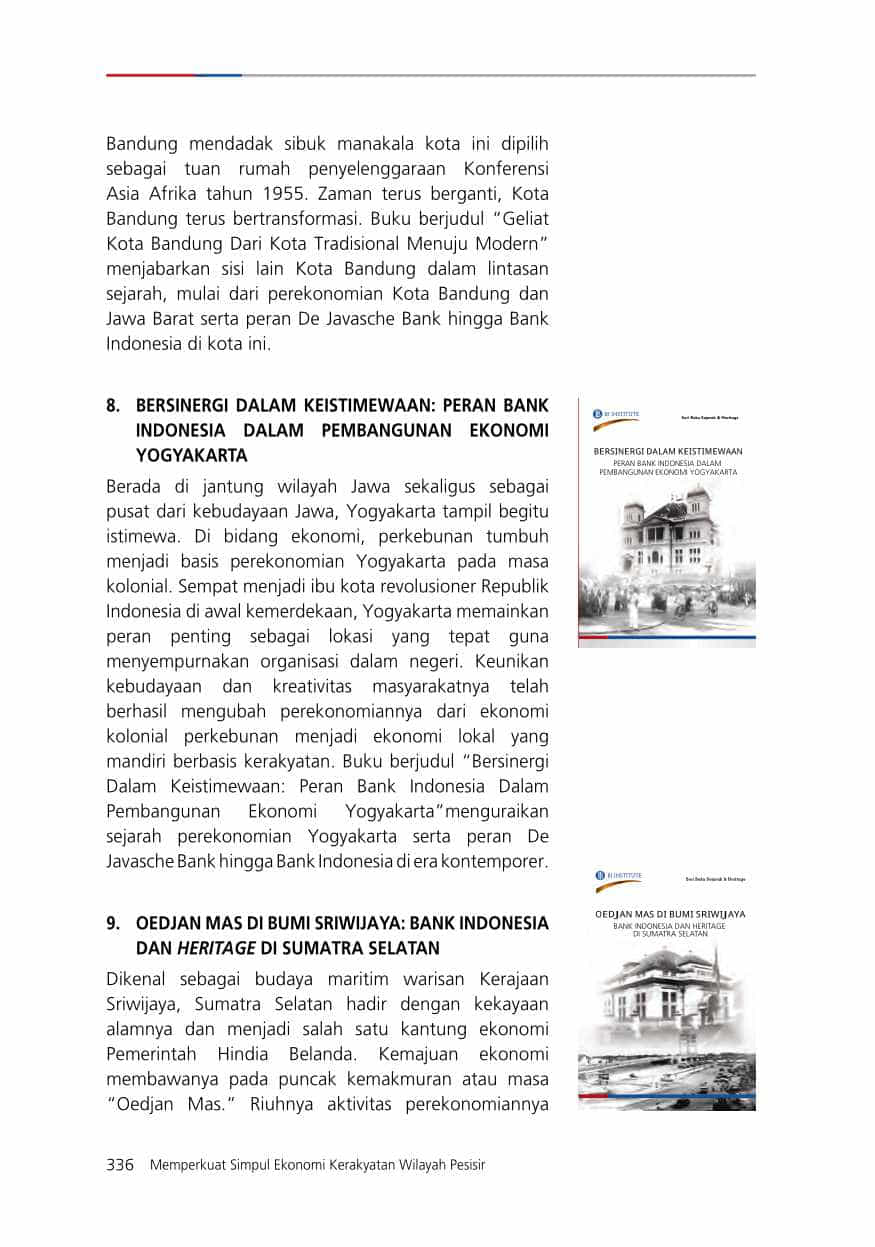 Bandung mendadak sibuk manakala kota ini dipilih
sebagai tuan rumah penyelenggaraan Konferensi
Asia Afrika tahun 1955. Zaman terus berganti, Kota
Bandung terus bertransformasi. Buku berjudul “Geliat
Kota Bandung Dari Kota Tradisional Menuju Modern”
menjabarkan sisi lain Kota Bandung dalam lintasan
sejarah, mulai dari perekonomian Kota Bandung dan
Jawa Barat serta peran De Javasche Bank hingga Bank
Indonesia di kota ini.
8. BERSINERGI DALAM KEISTIMEWAAN: PERAN BANK
INDONESIA DALAM PEMBANGUNAN EKONOMI
YOGYAKARTA
Berada di jantung wilayah Jawa sekaligus sebagai
pusat dari kebudayaan Jawa, Yogyakarta tampil begitu
istimewa. Di bidang ekonomi, perkebunan tumbuh
menjadi basis perekonomian Yogyakarta pada masa
kolonial. Sempat menjadi ibu kota revolusioner Republik
Indonesia di awal kemerdekaan, Yogyakarta memainkan
peran penting sebagai lokasi yang tepat guna
menyempurnakan organisasi dalam negeri. Keunikan
kebudayaan dan kreativitas masyarakatnya telah
berhasil mengubah perekonomiannya dari ekonomi
kolonial perkebunan menjadi ekonomi lokal yang
mandiri berbasis kerakyatan. Buku berjudul “Bersinergi
Dalam Keistimewaan: Peran Bank Indonesia Dalam
Pembangunan Ekonomi Yogyakarta”menguraikan
sejarah perekonomian Yogyakarta serta peran De
Javasche Bank hingga Bank Indonesia di era kontemporer.
BI INSTITUTE
Seri Buku Sejarah & Heritage
BERSINERGI DALAM KEISTIMEWAAN
PERAN BANK INDONESIA DALAM
PEMBANGUNAN EKONOMI YOGYAKARTA
9. OEDJAN MAS DI BUMI SRIWIJAYA: BANK INDONESIA
DAN HERITAGE DI SUMATRA SELATAN
Dikenal sebagai budaya maritim warisan Kerajaan
Sriwijaya, Sumatra Selatan hadir dengan kekayaan
alamnya dan menjadi salah satu kantung ekonomi
Pemerintah Hindia Belanda. Kemajuan ekonomi
membawanya pada puncak kemakmuran atau masa
“Oedjan Mas.” Riuhnya aktivitas perekonomiannya
BI INSTITUTE
Seri Buku Sejarah & Heritage
OEDJAN MAS DI BUMI SRIWIJAYA
BANK INDONESIA DAN HERITAGE
DI SUMATRA SELATAN
336 Memperkuat Simpul Ekonomi Kerakyatan Wilayah Pesisir